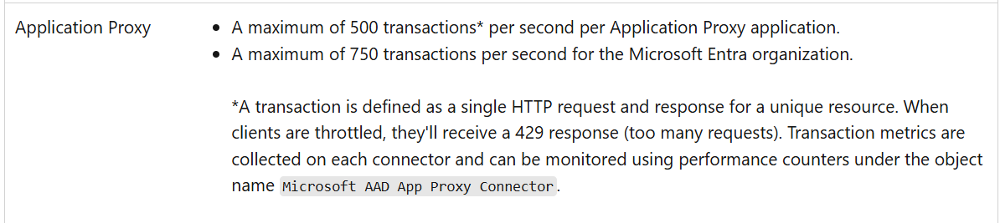 Application Proxy
• A maximum of 500 transactions* per second per Application Proxy application.
• A maximum of 750 transactions per second for the Microsoft Entra organization.
*A transaction is defined as a single HTTP request and response for a unique resource. When
clients are throttled, they'll receive a 429 response (too many requests). Transaction metrics are
collected on each connector and can be monitored using performance counters under the object
name Microsoft AAD App Proxy Connector.